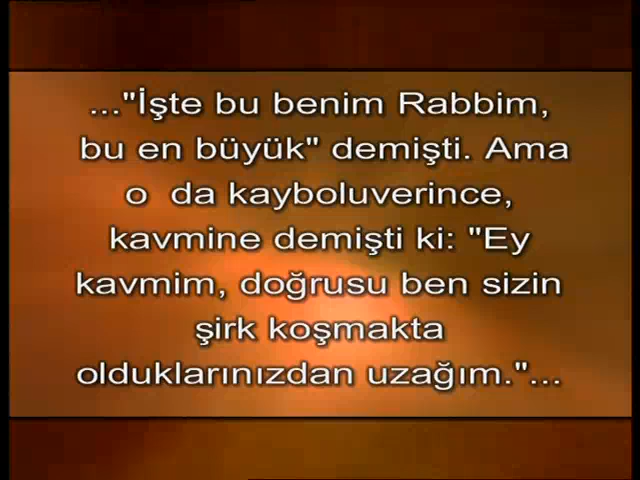 ..."İşte bu benim Rabbim,
bu en büyük" demişti. Ama
o da kayboluverince,
kavmine demişti ki: "Ey
kavmim, doğrusu ben sizin
şirk koşmakta
olduklarınızdan uzağım."...